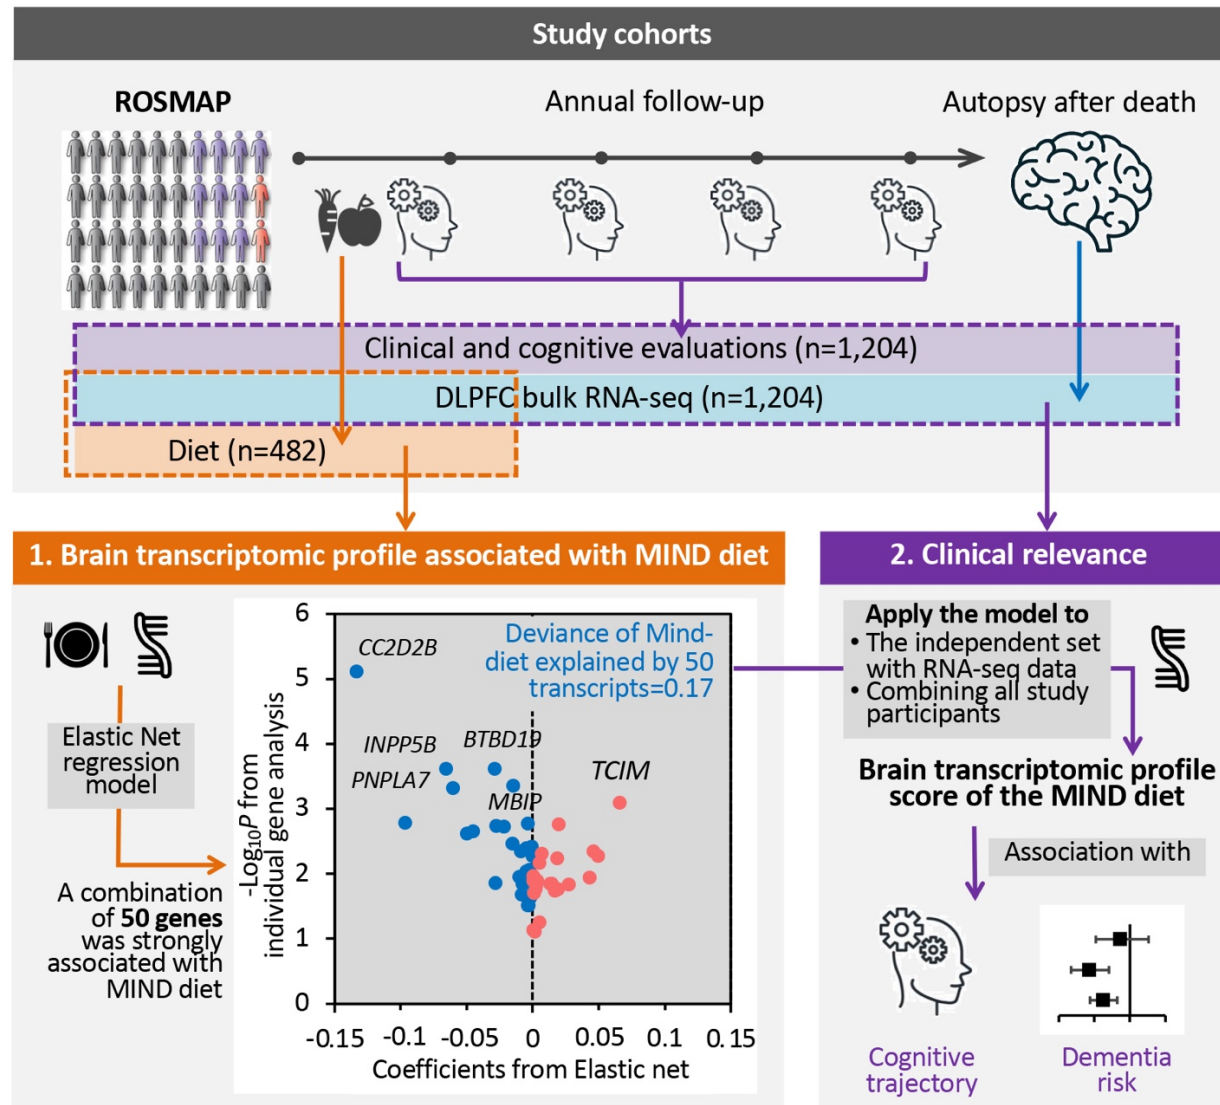 Study cohorts
ROSMAP
Annual follow-up
Autopsy after death
Clinical and cognitive evaluations (n=1,204)
DLPFC bulk RNA-seq (n=1,204)
Diet (n=482)
1. Brain transcriptomic profile associated with MIND diet
Elastic Net
regression
model
A combination
of 50 genes
was strongly
associated with
MIND diet
-Log10P from
individual gene analysis
6
5
4
3
2
1
0
Deviance of Mind-
diet explained by 50
transcripts=0.17
CC2D2B
INPP5B
BTBD19
PNPLA7
MBIP
TCIM
-0.15
-0.1
-0.05
0
0.05
0.1
0.15
Coefficients from Elastic net
2. Clinical relevance
Apply the model to
• The independent set
with RNA-seq data
• Combining all study
participants
Brain transcriptomic profile
score of the MIND diet
Association with
Cognitive
trajectory
Dementia
risk